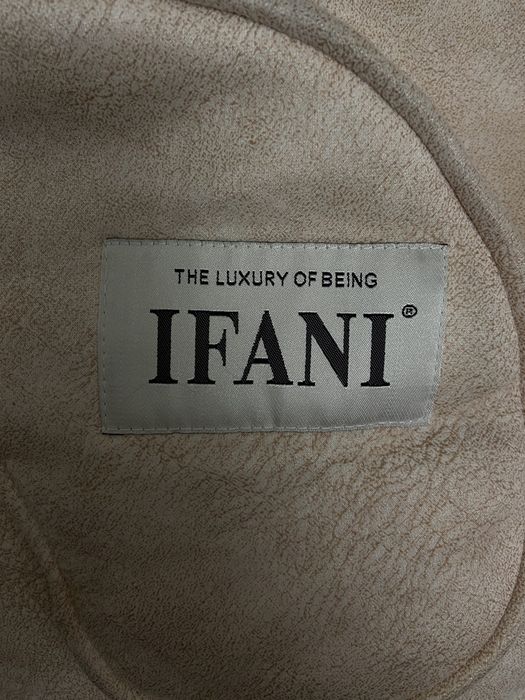 THE LUXURY OF BEING
IFANI®